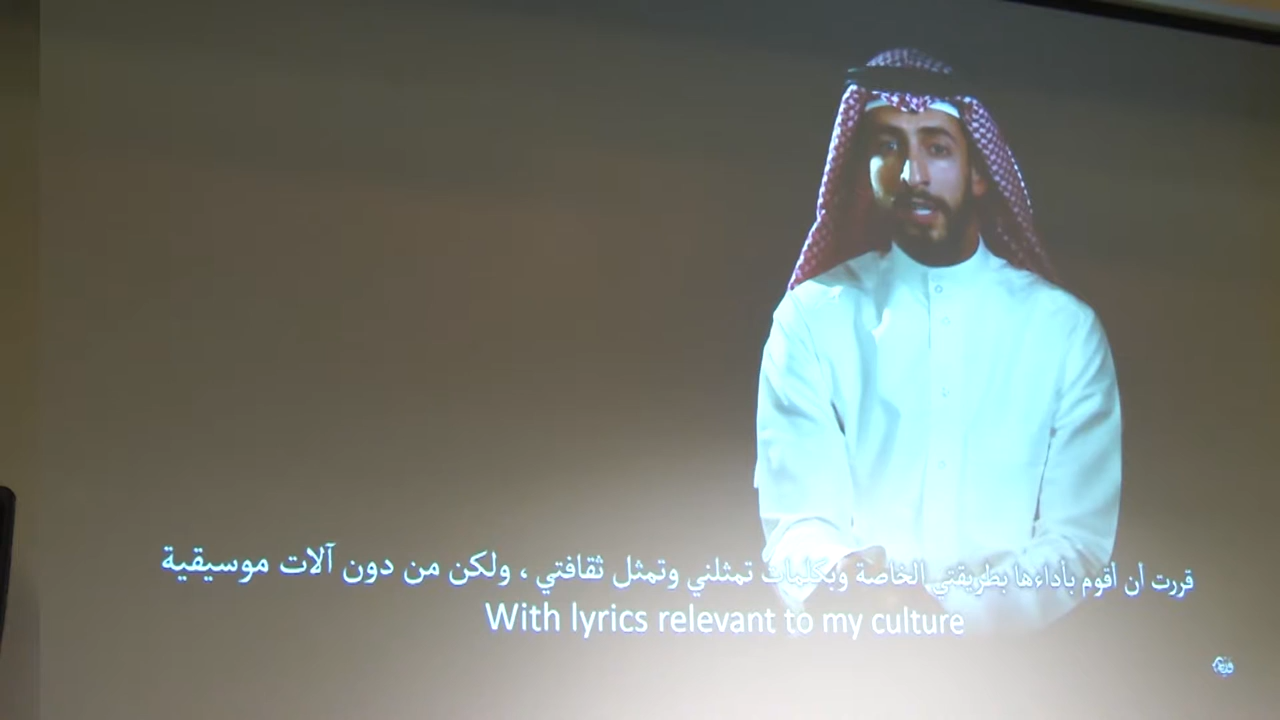 قررت أن أقوم بأداءها بطريقتي الخاصة وبكلمات تمثلني وتمثل ثقافتي ، ولكن من دون آلات موسيقية
With lyrics relevant to my culture